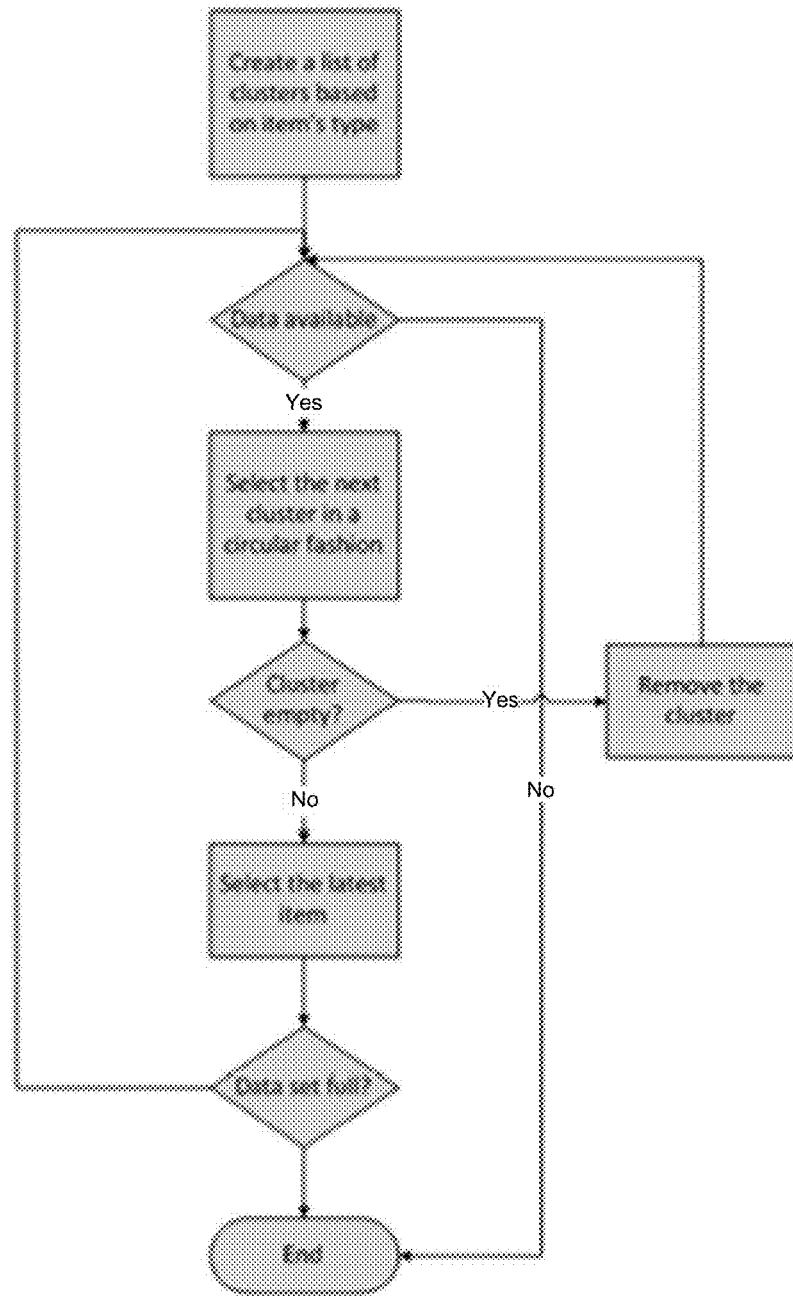 Create a list of
clusters based
on item's type
Data available
Yes
Select the next
cluster in a
circular fashion
Cluster
empty?
Yes
Remove the
cluster
No
No
Select the latest
item
Data set full?
End